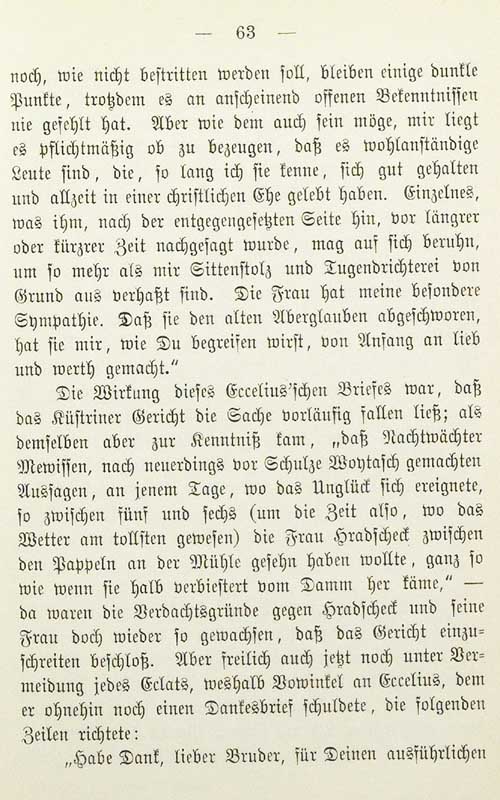 — 63 —
noch, wie nicht bestritten werden soll, bleiben einige dunkle
Punkte, trotzdem es an anscheinend offenen Bekenntnissen
nie gefehlt hat. Aber wie dem auch sein möge, mir liegt
es pflichtmäßig ob zu bezeugen, daß es wohlanständige
Leute sind, die, so lang ich sie kenne, sich gut gehalten
und allzeit in einer christlichen Ehe gelebt haben. Einzelnes,
was ihm, nach der entgegengesetzten Seite hin, vor längrer
oder kürzrer Zeit nachgesagt wurde, mag auf sich beruhn,
um so mehr als mir Sittenstolz und Tugendrichterei von
Grund aus verhaßt sind. Die Frau hat meine besondere
Sympathie. Daß sie den alten Aberglauben abgeschworen,
hat sie mir, wie Du begreifen wirst, von Anfang an lieb
und werth gemacht.“
Die Wirkung dieses Eccelius'schen Briefes war, daß
das Küstriner Gericht die Sache vorläufig fallen ließ; als
demselben aber zur Kenntniß kam, „daß Nachtwächter
Mewissen, nach neuerdings vor Schulze Woytasch gemachten
Aussagen, an jenem Tage, wo das Unglück sich ereignete,
so zwischen fünf und sechs (um die Zeit also, wo das
Wetter am tollsten gewesen) die Frau Hradscheck zwischen
den Pappeln an der Mühle gesehn haben wollte, ganz so
wie wenn sie halb verbiestert vom Damm her käme,“ —
da waren die Verdachtsgründe gegen Hradscheck und seine
Frau doch wieder so gewachsen, daß das Gericht einzu-
schreiten beschloß. Aber freilich auch jetzt noch unter Ver-
meidung jedes Eclats, weshalb Vowinkel an Eccelius, dem
er ohnehin noch einen Dankesbrief schuldete, die folgenden
Zeilen richtete:
„Habe Dank, lieber Bruder, für Deinen ausführlichen